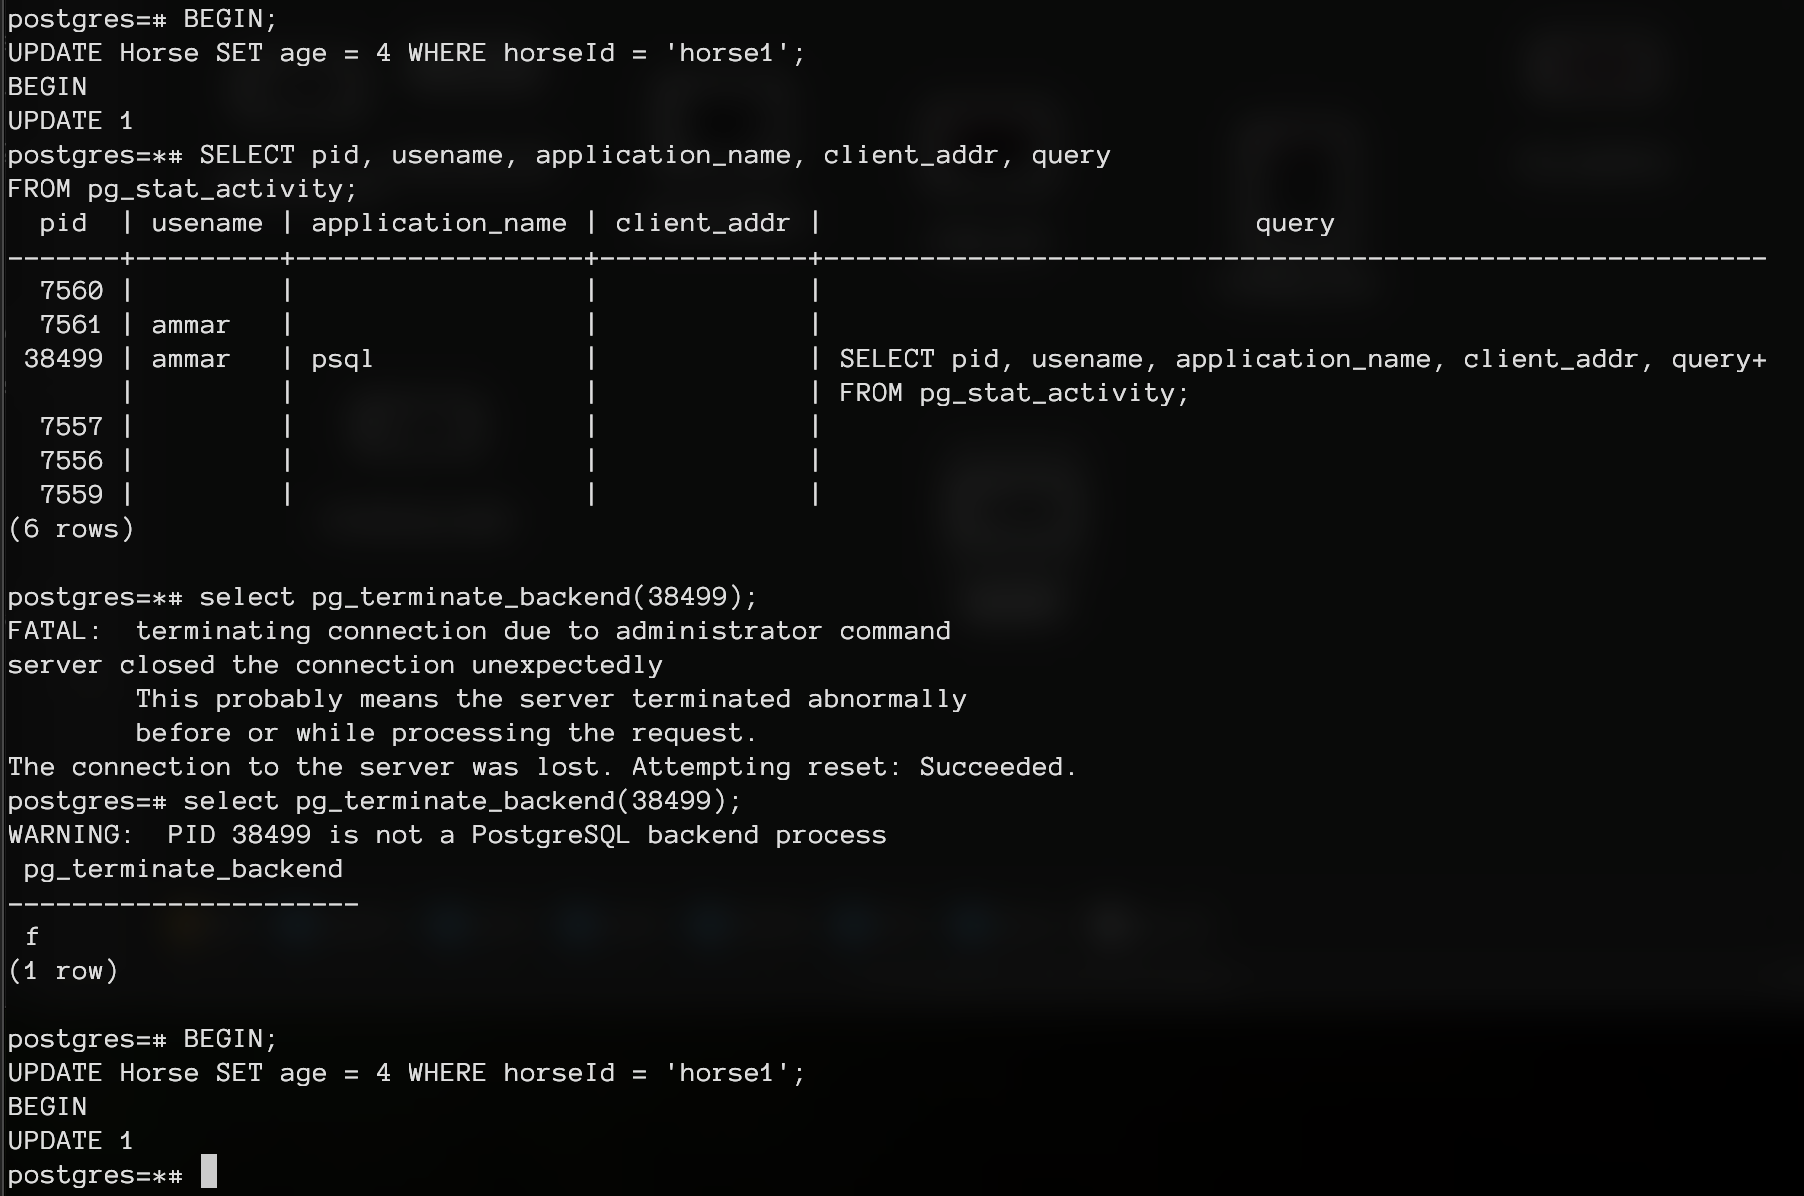 postgres=# BEGIN;
UPDATE Horse SET age = 4 WHERE horseId = 'horse1';
BEGIN
UPDATE 1
postgres=*# SELECT pid, usename, application_name, client_addr, query
FROM pg_stat_activity;
  pid  | usename | application_name | client_addr |                           query
-------+---------+------------------+-------------+-----------------------------------------------------------
  7560 |         |                  |             |
  7561 | ammar   |                  |             |
 38499 | ammar   | psql             |             | SELECT pid, usename, application_name, client_addr, query+
       |         |                  |             | FROM pg_stat_activity;
  7557 |         |                  |             |
  7556 |         |                  |             |
  7559 |         |                  |             |
(6 rows)

postgres=*# select pg_terminate_backend(38499);
FATAL:  terminating connection due to administrator command
server closed the connection unexpectedly
        This probably means the server terminated abnormally
        before or while processing the request.
The connection to the server was lost. Attempting reset: Succeeded.
postgres=# select pg_terminate_backend(38499);
WARNING:  PID 38499 is not a PostgreSQL backend process
 pg_terminate_backend
----------------------
 f
(1 row)

postgres=# BEGIN;
UPDATE Horse SET age = 4 WHERE horseId = 'horse1';
BEGIN
UPDATE 1
postgres=*#